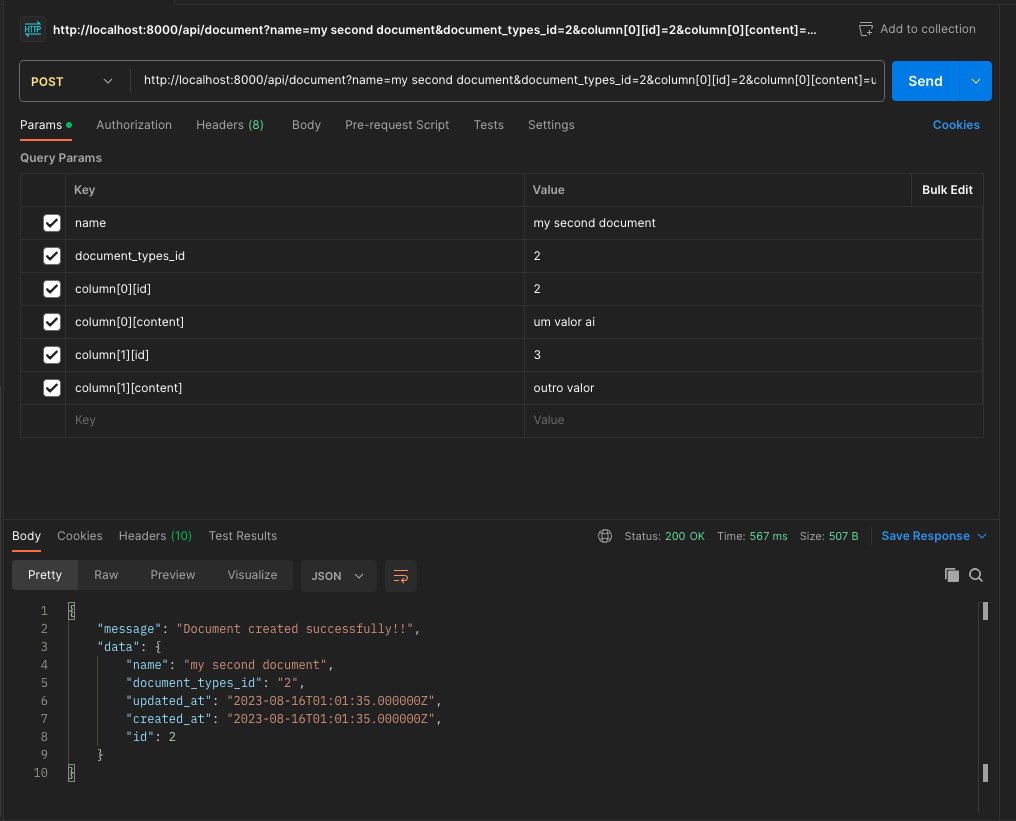 HTTP http://localhost:8000/api/document?name=my second document&document_types_id=2&column[0][id]=2&column[0][content]=... Add to collection
POST http://localhost:8000/api/document?name=my second document&document_types_id=2&column[0][id]=2&column[0][content]=u Send
Params Authorization Headers (8) Body Pre-request Script Tests Settings Cookies
Query Params
Key Value Bulk Edit
name my second document
document_types_id 2
column[0][id] 2
column[0][content] um valor ai
column[1][id] 3
column[1][content] outro valor
Key Value
Body Cookies Headers (10) Test Results Status: 200 OK Time: 567 ms Size: 507 B Save Response
Pretty Raw Preview Visualize JSON
1 {
2 "message": "Document created successfully!!",
3 "data": {
4 "name": "my second document",
5 "document_types_id": "2",
6 "updated_at": "2023-08-16T01:01:35.000000Z",
7 "created_at": "2023-08-16T01:01:35.000000Z",
8 "id": 2
9 }
10 }